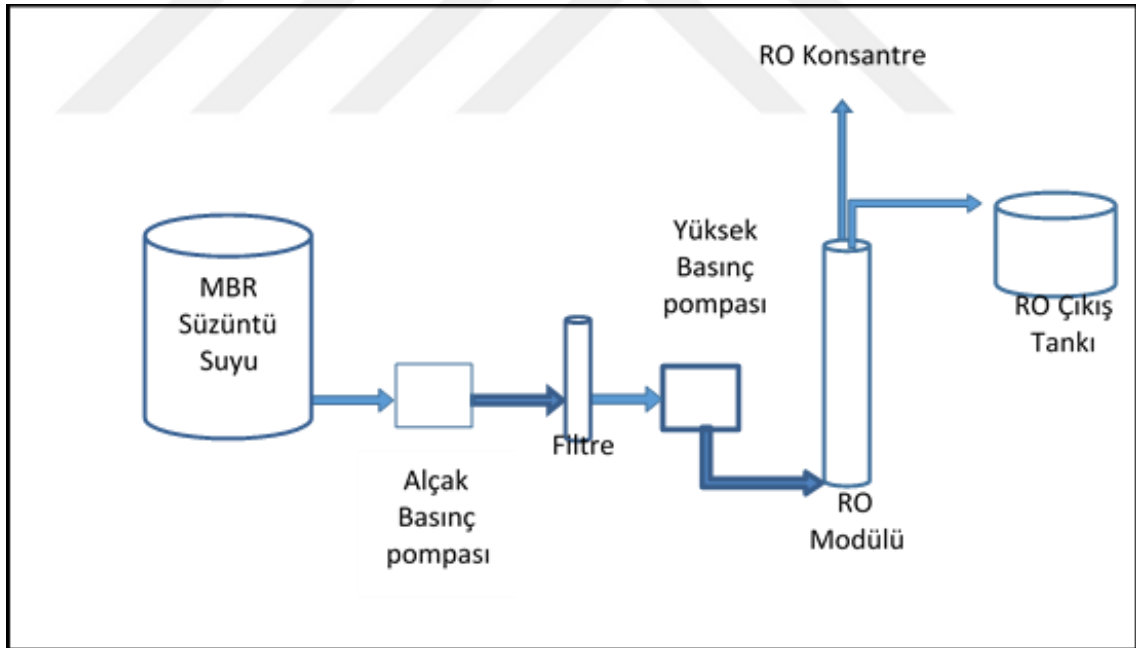 RO Konsantre
MBR
Süzüntü
Suyu
Alçak
Basınç
pompası
Filtre
Yüksek
Basınç
pompası
RO
Modülü
RO Çıkış
Tankı